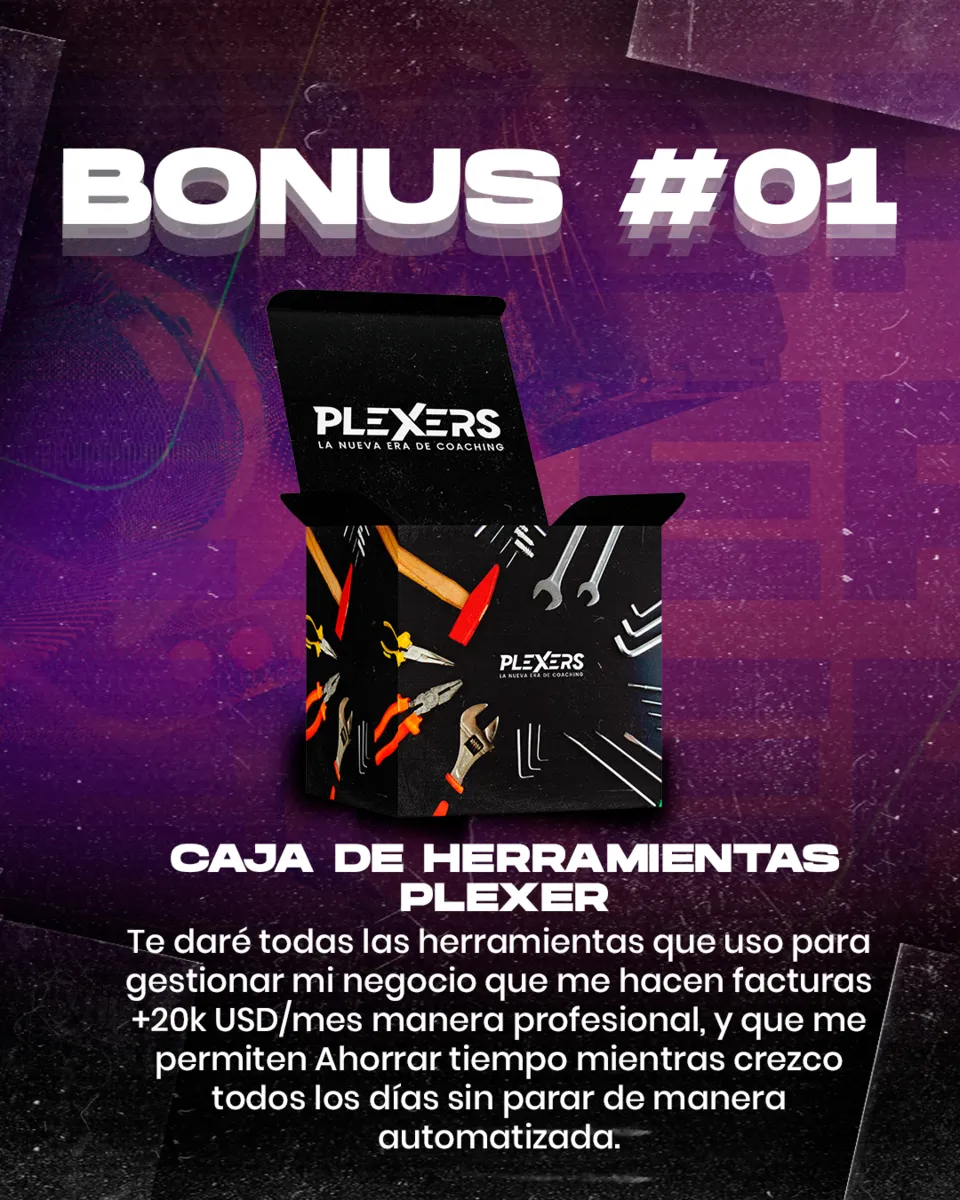 BONUS #01
PLEXERS
LA NUEVA ERA DE COACHING
PLEXERS
LA NUEVA ERA DE COACHING
CAJA DE HERRAMIENTAS
PLEXER
Te daré todas las herramientas que uso para
gestionar mi negocio que me hacen facturas
+20k USD/mes manera profesional, y que me
permiten Ahorrar tiempo mientras crezco
todos los días sin parar de manera
automatizada.